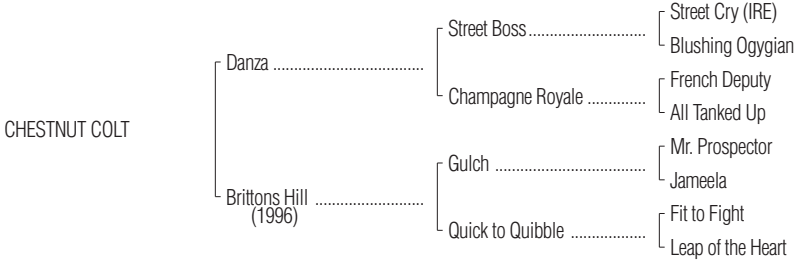 Street Cry (IRE)
Street Boss..............................
Blushing Ogygian
Danza ......................................
French Deputy
Champagne Royale ...............
All Tanked Up
CHESTNUT COLT
Mr. Prospector
Gulch ......................................
Jameela
Brittons Hill ...........................
(1996)
Fit to Fight
Quick to Quibble ...................
Leap of the Heart